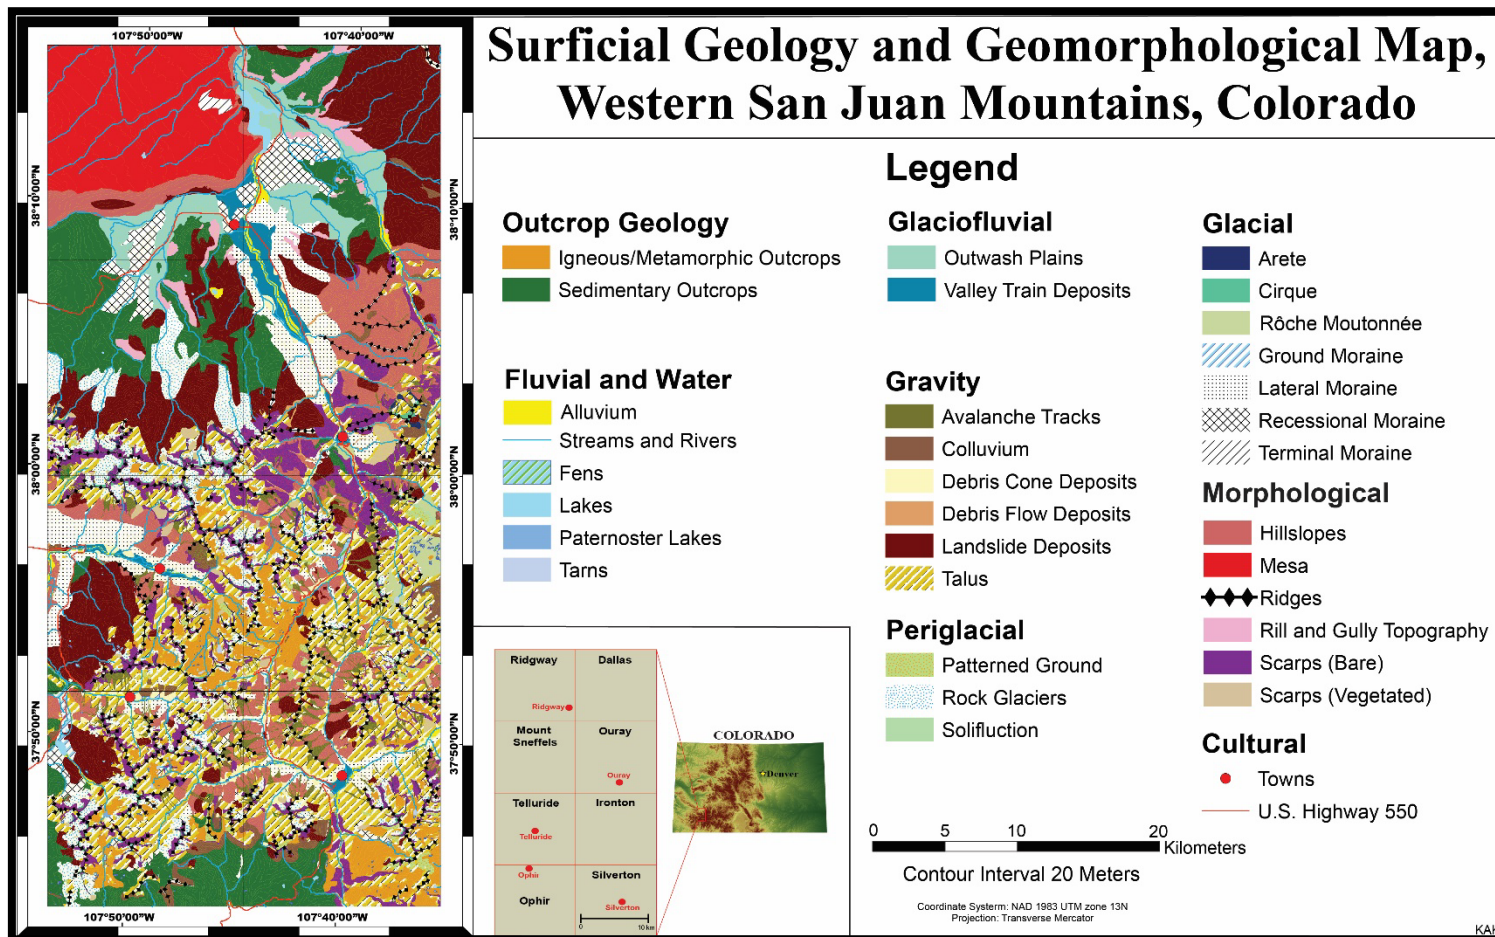 Surficial Geology and Geomorphological Map,
Western San Juan Mountains, Colorado
107°50'00"W
107°40'00"W
38°10'00"N
38°10'00"N
38°00'00"N
38°00'00"N
37°50'00"N
37°50'00"N
107°50'00"W
107°40'00"W
Legend
Outcrop Geology
Igneous/Metamorphic Outcrops
Sedimentary Outcrops
Fluvial and Water
Alluvium
Streams and Rivers
Fens
Lakes
Paternoster Lakes
Tarns
Glaciofluvial
Outwash Plains
Valley Train Deposits
Gravity
Avalanche Tracks
Colluvium
Debris Cone Deposits
Debris Flow Deposits
Landslide Deposits
Talus
Periglacial
Patterned Ground
Rock Glaciers
Solifluction
Glacial
Arete
Cirque
Rôche Moutonnée
Ground Moraine
Lateral Moraine
Recessional Moraine
Terminal Moraine
Morphological
Hillslopes
Mesa
Ridges
Rill and Gully Topography
Scarps (Bare)
Scarps (Vegetated)
Cultural
Towns
U.S. Highway 550
Ridgway
Dallas
Ridgway
Mount
Sneffels
Ouray
Ouray
Telluride
Ironton
Telluride
Ophir
Ophir
Silverton
Silverton
0
10 km
COLORADO
Denver
0 5 10 20
Kilometers
Contour Interval 20 Meters
Coordinate Systerm: NAD 1983 UTM zone 13N
Projection: Transverse Mercator
KAH